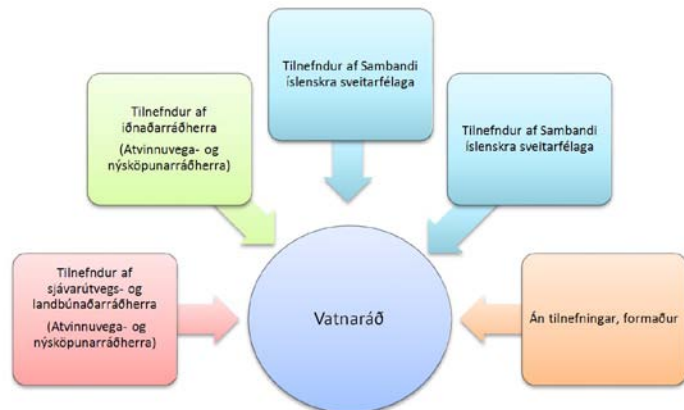 Tilnefndur af Sambandi
íslenskra sveitarfélaga
Tilnefndur af
iðnaðarráðherra
(Atvinnuvega- og
nýsköpunarráðherra)
Tilnefndur af Sambandi
íslenskra sveitarfélaga
Tilnefndur af
sjávarútvegs- og
landbúnaðarráðherra
(Atvinnuvega- og
nýsköpunarráðherra)
Vatnaráð
Án tilnefningar, formaður